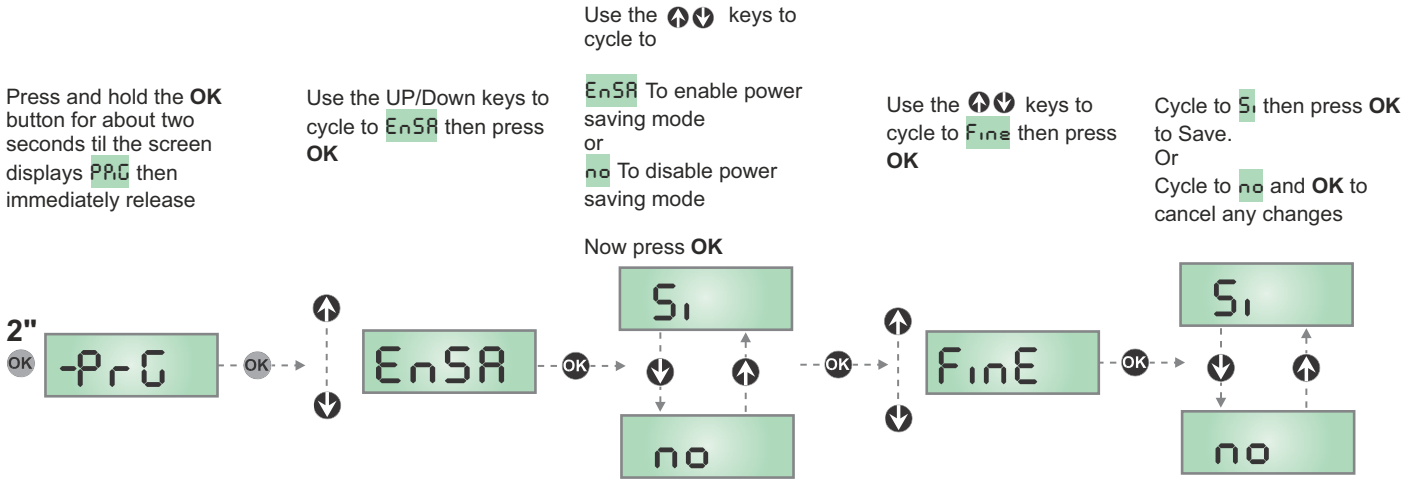 Press and hold the OK
button for about two
seconds til the screen
displays PRG then
immediately release
Use the UP/Down keys to
cycle to EnSA then press
OK
Use the keys to
cycle to
EnSA To enable power
saving mode
or
no To disable power
saving mode
Now press OK
Use the keys to
cycle to Fine then press
OK
Cycle to Si then press OK
to Save.
Or
Cycle to no and OK to
cancel any changes
2"
OK
-PrG
OK
EnSA
OK
Si
no
OK
FinE
OK
Si
no